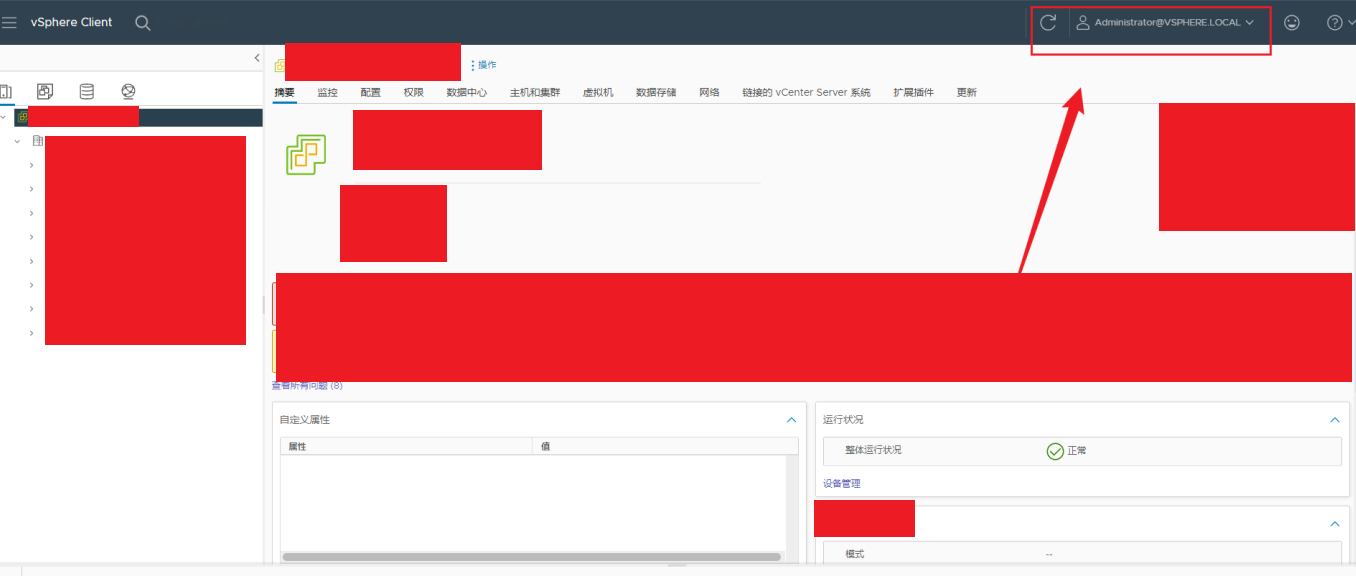 vSphere Client
Administrator@VSPHERE.LOCAL
操作
摘要 监控 配置 权限 数据中心 主机和集群 虚拟机 数据存储 网络 链接的 vCenter Server 系统 扩展插件 更新
查看所有问题 (8)
自定义属性
属性 值
运行状况
整体运行状况 正常
设备管理
模式 --